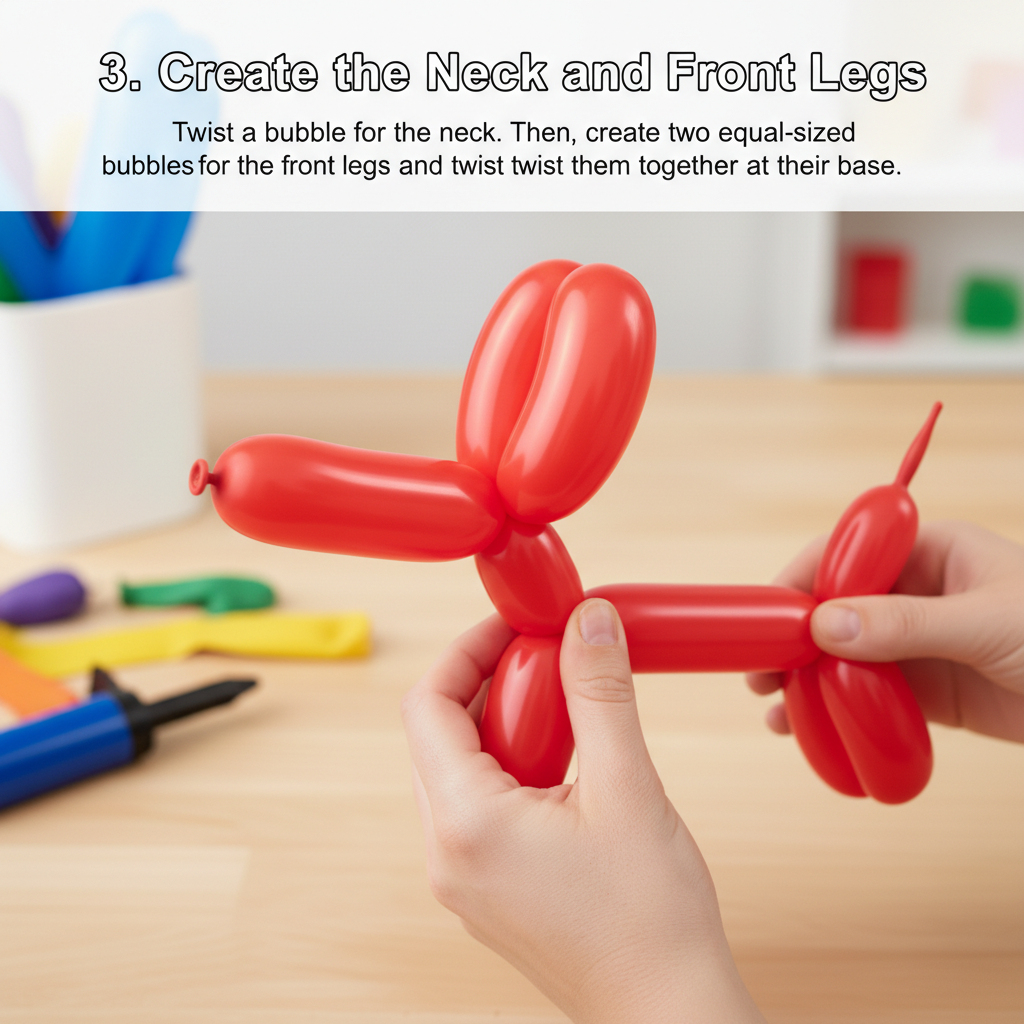 3. Create the Neck and Front Legs
Twist a bubble for the neck. Then, create two equal-sized
bubbles for the front legs and twist twist them together at their base.